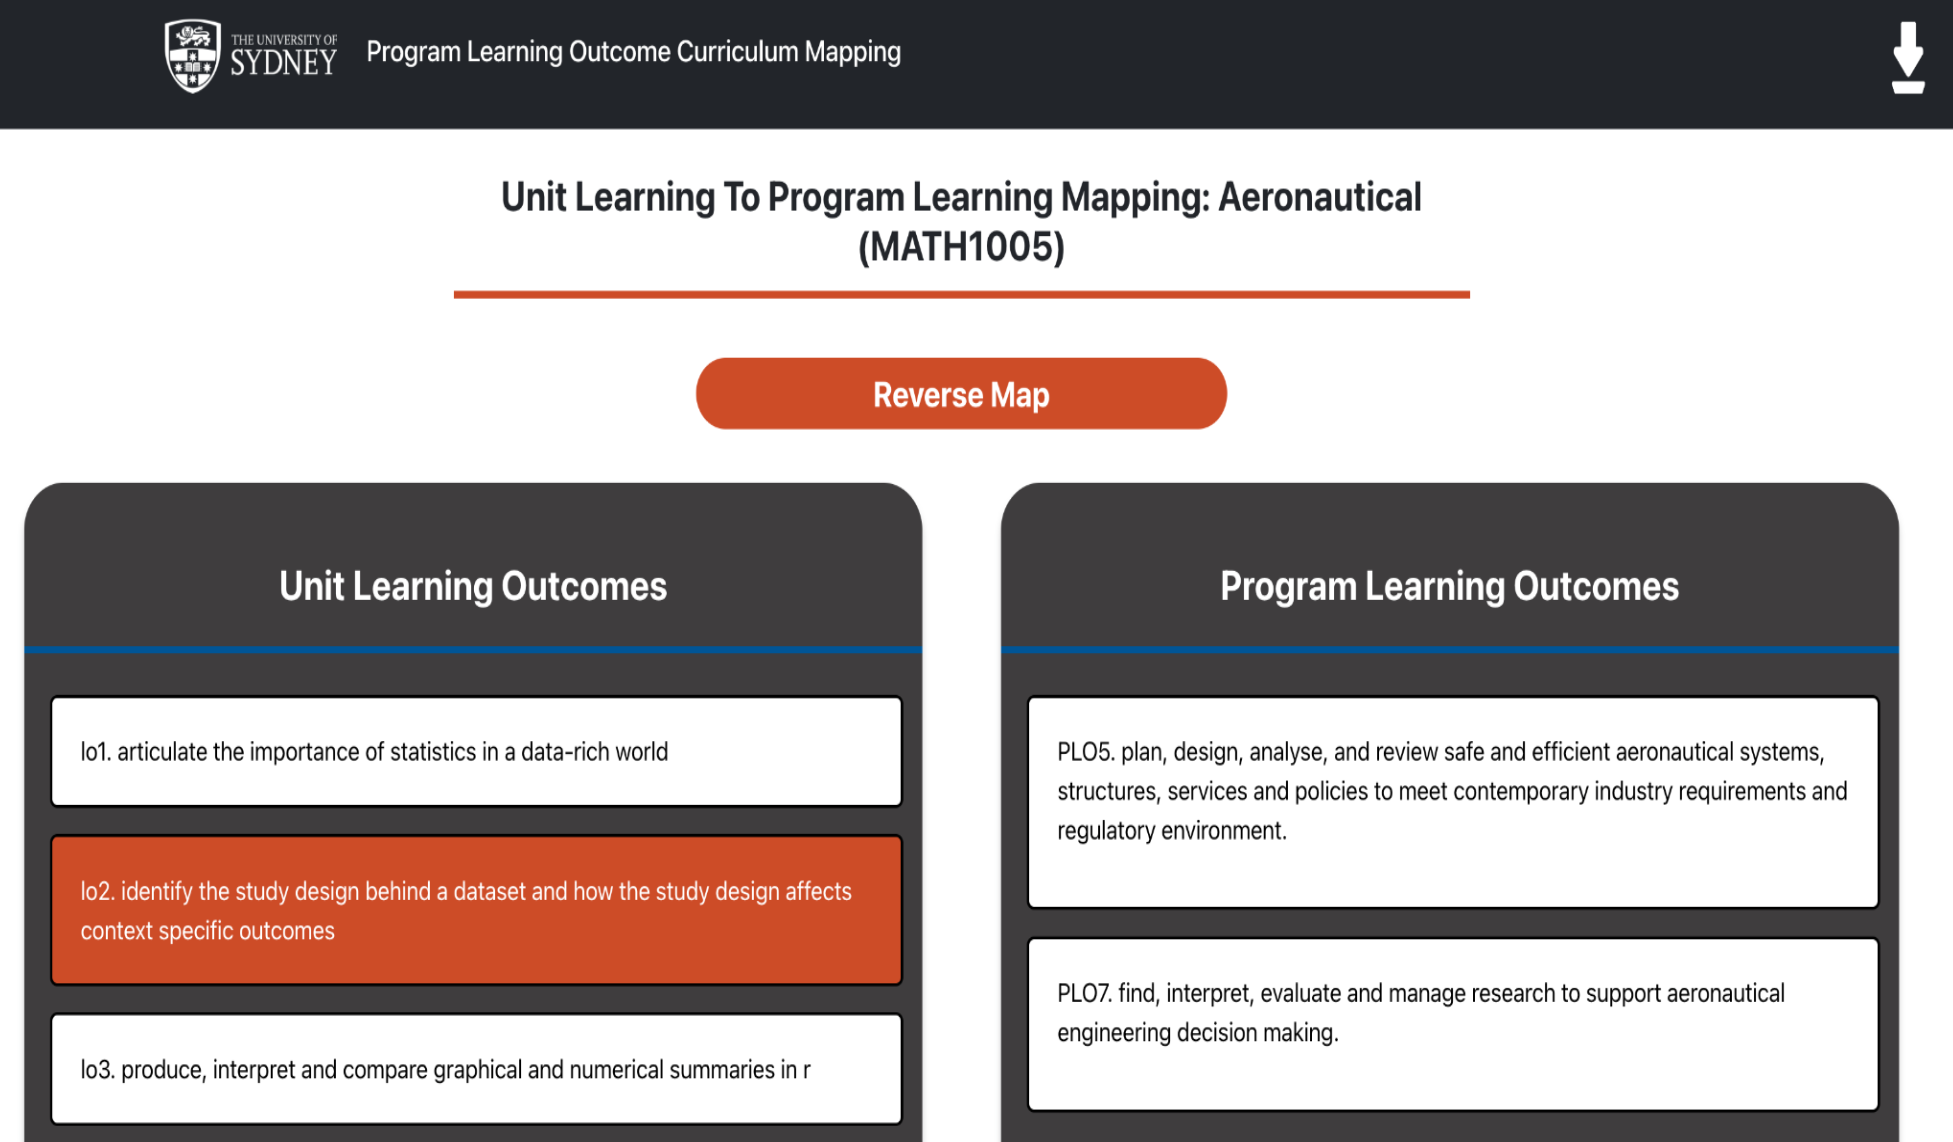 THE UNIVERSITY OF
SYDNEY
Program Learning Outcome Curriculum Mapping
Unit Learning To Program Learning Mapping: Aeronautical
(MATH1005)
Reverse Map
Unit Learning Outcomes
lo1. articulate the importance of statistics in a data-rich world
lo2. identify the study design behind a dataset and how the study design affects
context specific outcomes
lo3. produce, interpret and compare graphical and numerical summaries in r
Program Learning Outcomes
PLO5. plan, design, analyse, and review safe and efficient aeronautical systems,
structures, services and policies to meet contemporary industry requirements and
regulatory environment.
PLO7. find, interpret, evaluate and manage research to support aeronautical
engineering decision making.